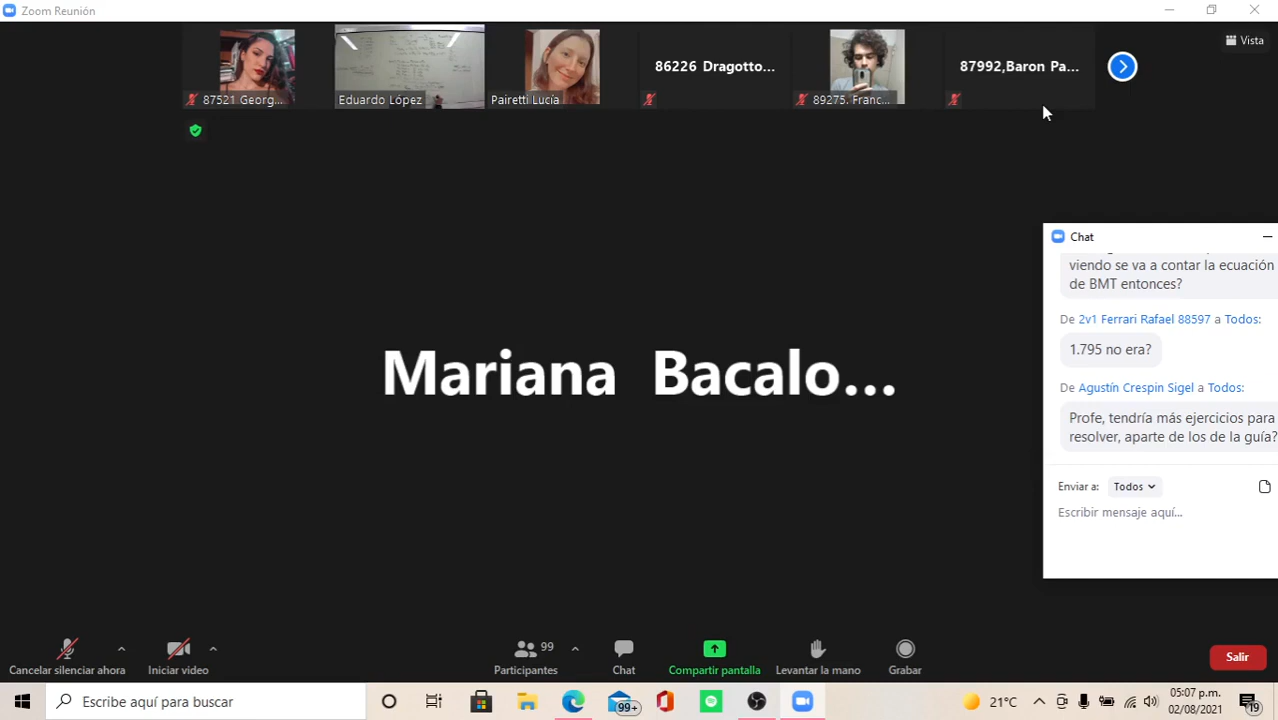 Zoom Reunión
Vista
87521 Georg...
Eduardo López
Pairetti Lucía
86226 Dragotto...
89275. Franc...
87992,Baron Pa...
Mariana Bacalo...
Chat
viendo se va a contar la ecuación
de BMT entonces?
De 2v1 Ferrari Rafael 88597 a Todos:
1.795 no era?
De Agustín Crespin Sigel a Todos:
Profe, tendría más ejercicios para
resolver, aparte de los de la guía?
Enviar a: Todos
Escribir mensaje aquí...
Cancelar silenciar ahora
Iniciar video
99
Participantes
Chat
Compartir pantalla
Levantar la mano
Grabar
Salir
Escribe aquí para buscar
99+
21°C
05:07 p.m.
02/08/2021
19